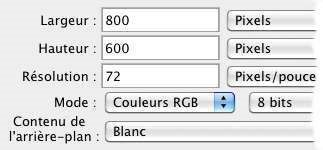 Largeur : 800 Pixels
Hauteur : 600 Pixels
Résolution : 72 Pixels/pouce
Mode : Couleurs RGB 8 bits
Contenu de
l'arrière-plan : Blanc